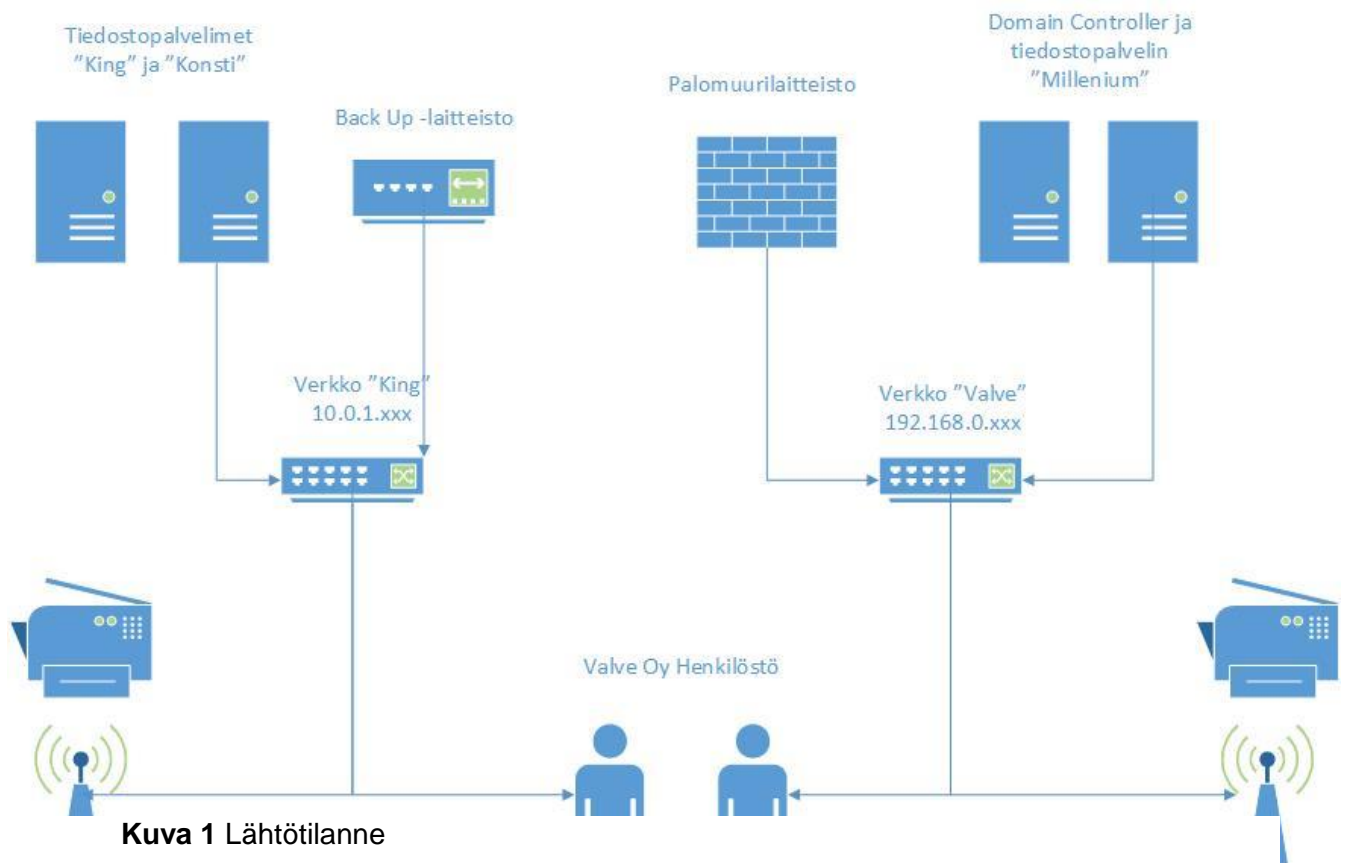 Tiedostopalvelimet
"King" ja "Konsti"
Back Up -laitteisto
Palomuurilaitteisto
Domain Controller ja
tiedostopalvelin
"Millenium"
Verkko "King"
10.0.1.xxx
Verkko "Valve"
192.168.0.xxx
Valve Oy Henkilöstö
Kuva 1 Lähtötilanne